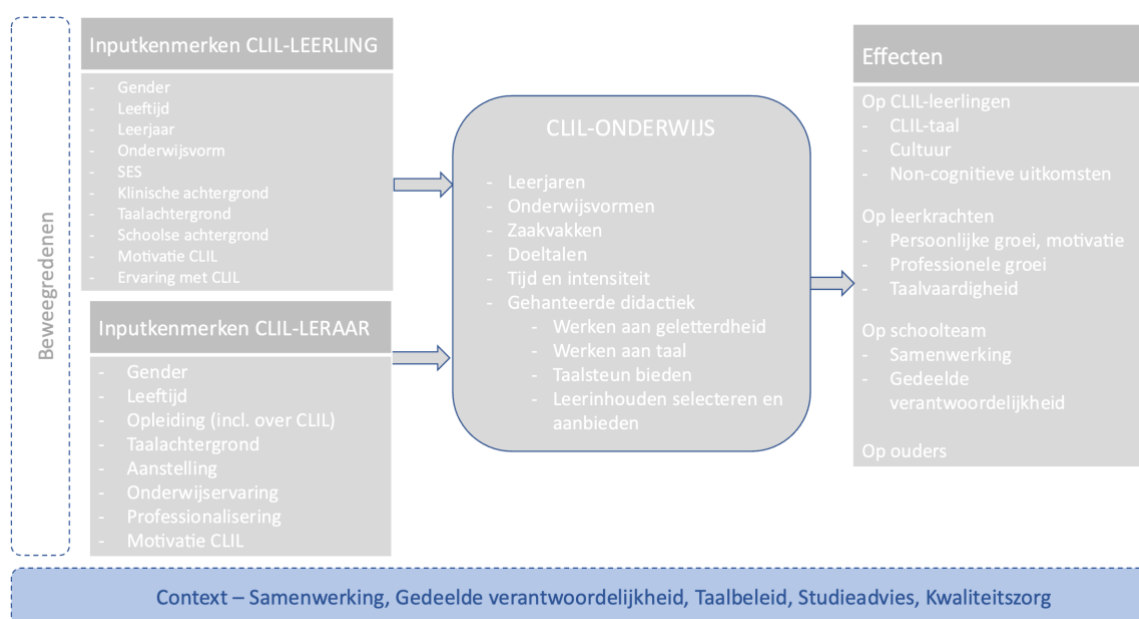 Beweegredenen
Inputkenmerken CLIL-LEERLING
- Gender
- Leeftijd
- Leerjaar
- Onderwijsvorm
- SES
- Klinische achtergrond
- Taalachtergrond
- Schoolse achtergrond
- Motivatie CLIL
- Ervaring met CLIL
Inputkenmerken CLIL-LERAAR
- Gender
- Leeftijd
- Opleiding (incl. over CLIL)
- Taalachtergrond
- Aanstelling
- Onderwijservaring
- Professionalisering
- Motivatie CLIL
CLIL-ONDERWIJS
- Leerjaren
- Onderwijsvormen
- Zaakvakken
- Doeltalen
- Tijd en intensiteit
- Gehanteerde didactiek
- Werken aan geletterdheid
- Werken aan taal
- Taalsteun bieden
- Leerinhouden selecteren en
aanbieden
Effecten
Op CLIL-leerlingen
- CLIL-taal
- Cultuur
- Non-cognitieve uitkomsten
Op leerkrachten
- Persoonlijke groei, motivatie
- Professionele groei
- Taalvaardigheid
Op schoolteam
- Samenwerking
- Gedeelde
verantwoordelijkheid
Op ouders
Context – Samenwerking, Gedeelde verantwoordelijkheid, Taalbeleid, Studieadvies, Kwaliteitszorg